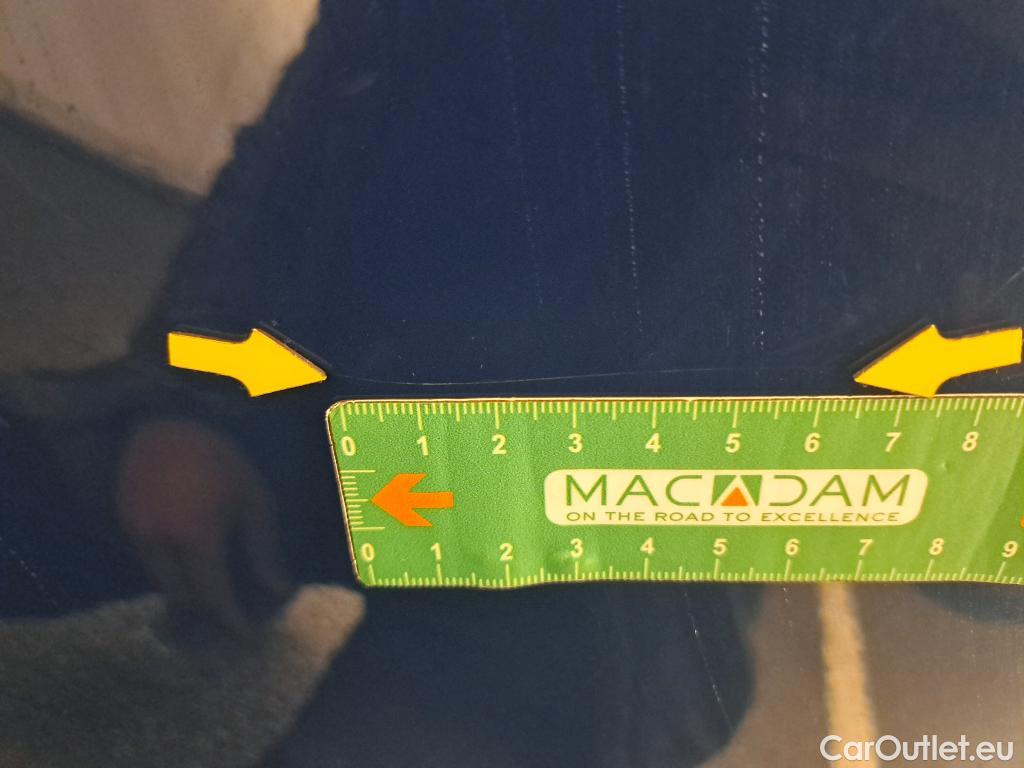 0 1 2 3 4 5 6 7 8
MACADAM
ON THE ROAD TO EXCELLENCE
0 1 2 3 4 5 6 7 8 9
CarOutlet.eu